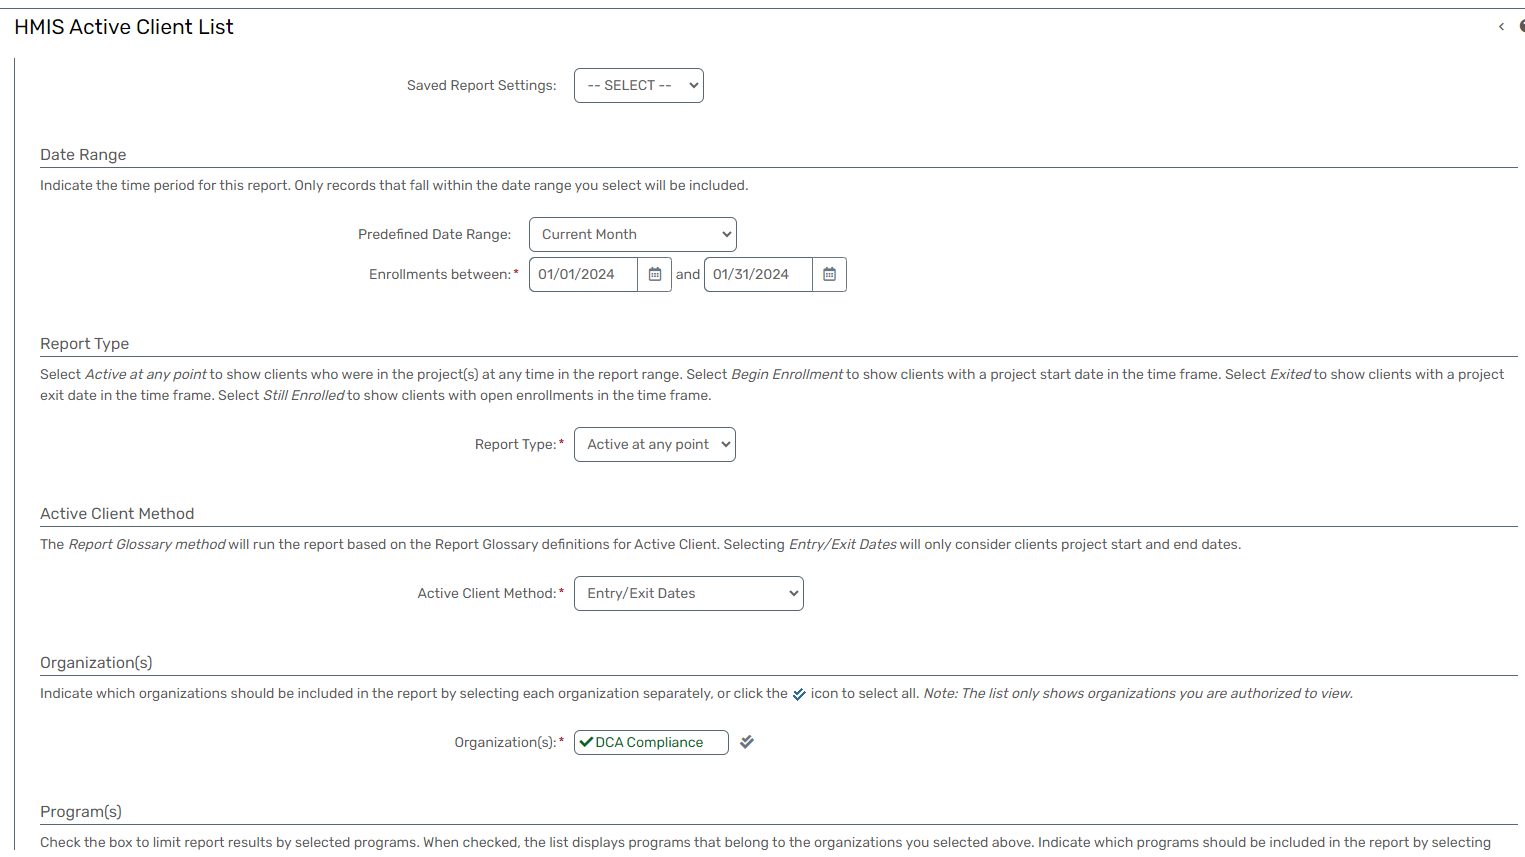 HMIS Active Client List
Saved Report Settings: -- SELECT --
Date Range
Indicate the time period for this report. Only records that fall within the date range you select will be included.
Predefined Date Range: Current Month
Enrollments between:* 01/01/2024 and 01/31/2024
Report Type
Select Active at any point to show clients who were in the project(s) at any time in the report range. Select Begin Enrollment to show clients with a project start date in the time frame. Select Exited to show clients with a project
exit date in the time frame. Select Still Enrolled to show clients with open enrollments in the time frame.
Report Type:* Active at any point
Active Client Method
The Report Glossary method will run the report based on the Report Glossary definitions for Active Client. Selecting Entry/Exit Dates will only consider clients project start and end dates.
Active Client Method:* Entry/Exit Dates
Organization(s)
Indicate which organizations should be included in the report by selecting each organization separately, or click the icon to select all. Note: The list only shows organizations you are authorized to view.
Organization(s):* DCA Compliance
Program(s)
Check the box to limit report results by selected programs. When checked, the list displays programs that belong to the organizations you selected above. Indicate which programs should be included in the report by selecting